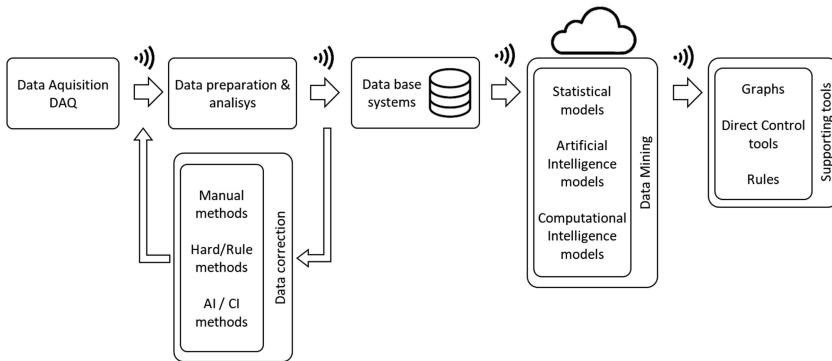 Data Aquisition
DAQ
Data preparation &
analisys
Data base
systems
Statistical
models
Artificial
Intelligence
models
Computational
Intelligence
models
Data Mining
Graphs
Direct Control
tools
Rules
Supporting tools
Manual
methods
Hard/Rule
methods
AI / CI
methods
Data correction